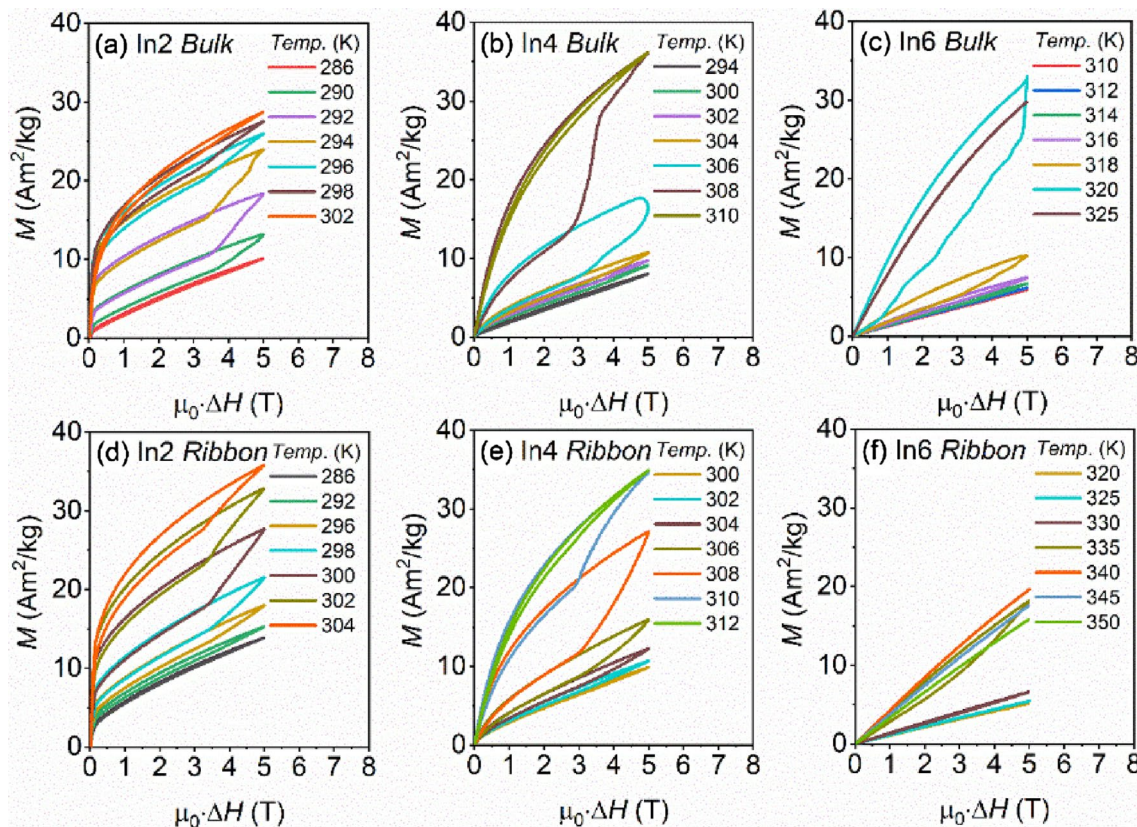 (a) In2 Bulk
Temp. (K)
286
290
292
294
296
298
302
M (Am²/kg)
40
30
20
10
0
0 1 2 3 4 5 6 7 8
μ₀·ΔH (T)
(b) In4 Bulk
Temp. (K)
294
300
302
304
306
308
310
M (Am²/kg)
40
30
20
10
0
0 1 2 3 4 5 6 7 8
μ₀·ΔH (T)
(c) In6 Bulk
Temp. (K)
310
312
314
316
318
320
325
M (Am²/kg)
40
30
20
10
0
0 1 2 3 4 5 6 7 8
μ₀·ΔH (T)
(d) In2 Ribbon
Temp. (K)
286
292
296
298
300
302
304
M (Am²/kg)
40
30
20
10
0
0 1 2 3 4 5 6 7 8
μ₀·ΔH (T)
(e) In4 Ribbon
Temp. (K)
300
302
304
306
308
310
312
M (Am²/kg)
40
30
20
10
0
0 1 2 3 4 5 6 7 8
μ₀·ΔH (T)
(f) In6 Ribbon
Temp. (K)
320
325
330
335
340
345
350
M (Am²/kg)
40
30
20
10
0
0 1 2 3 4 5 6 7 8
μ₀·ΔH (T)